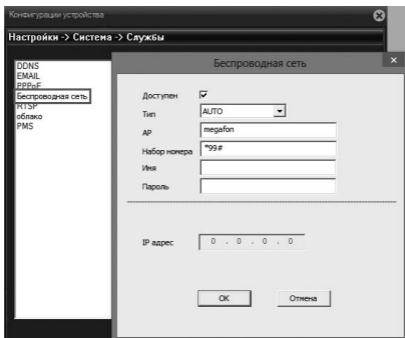 Конфигурации устройства
Настройки -> Система -> Службы
DDNS
EMAIL
PPPoE
Беспроводная сеть
RTSP
облако
PMS
Беспроводная сеть
Доступен
Тип AUTO
AP megafon
Набор номера *99#
Имя
Пароль
IP адрес 0 . 0 . 0 . 0
OK Отмена